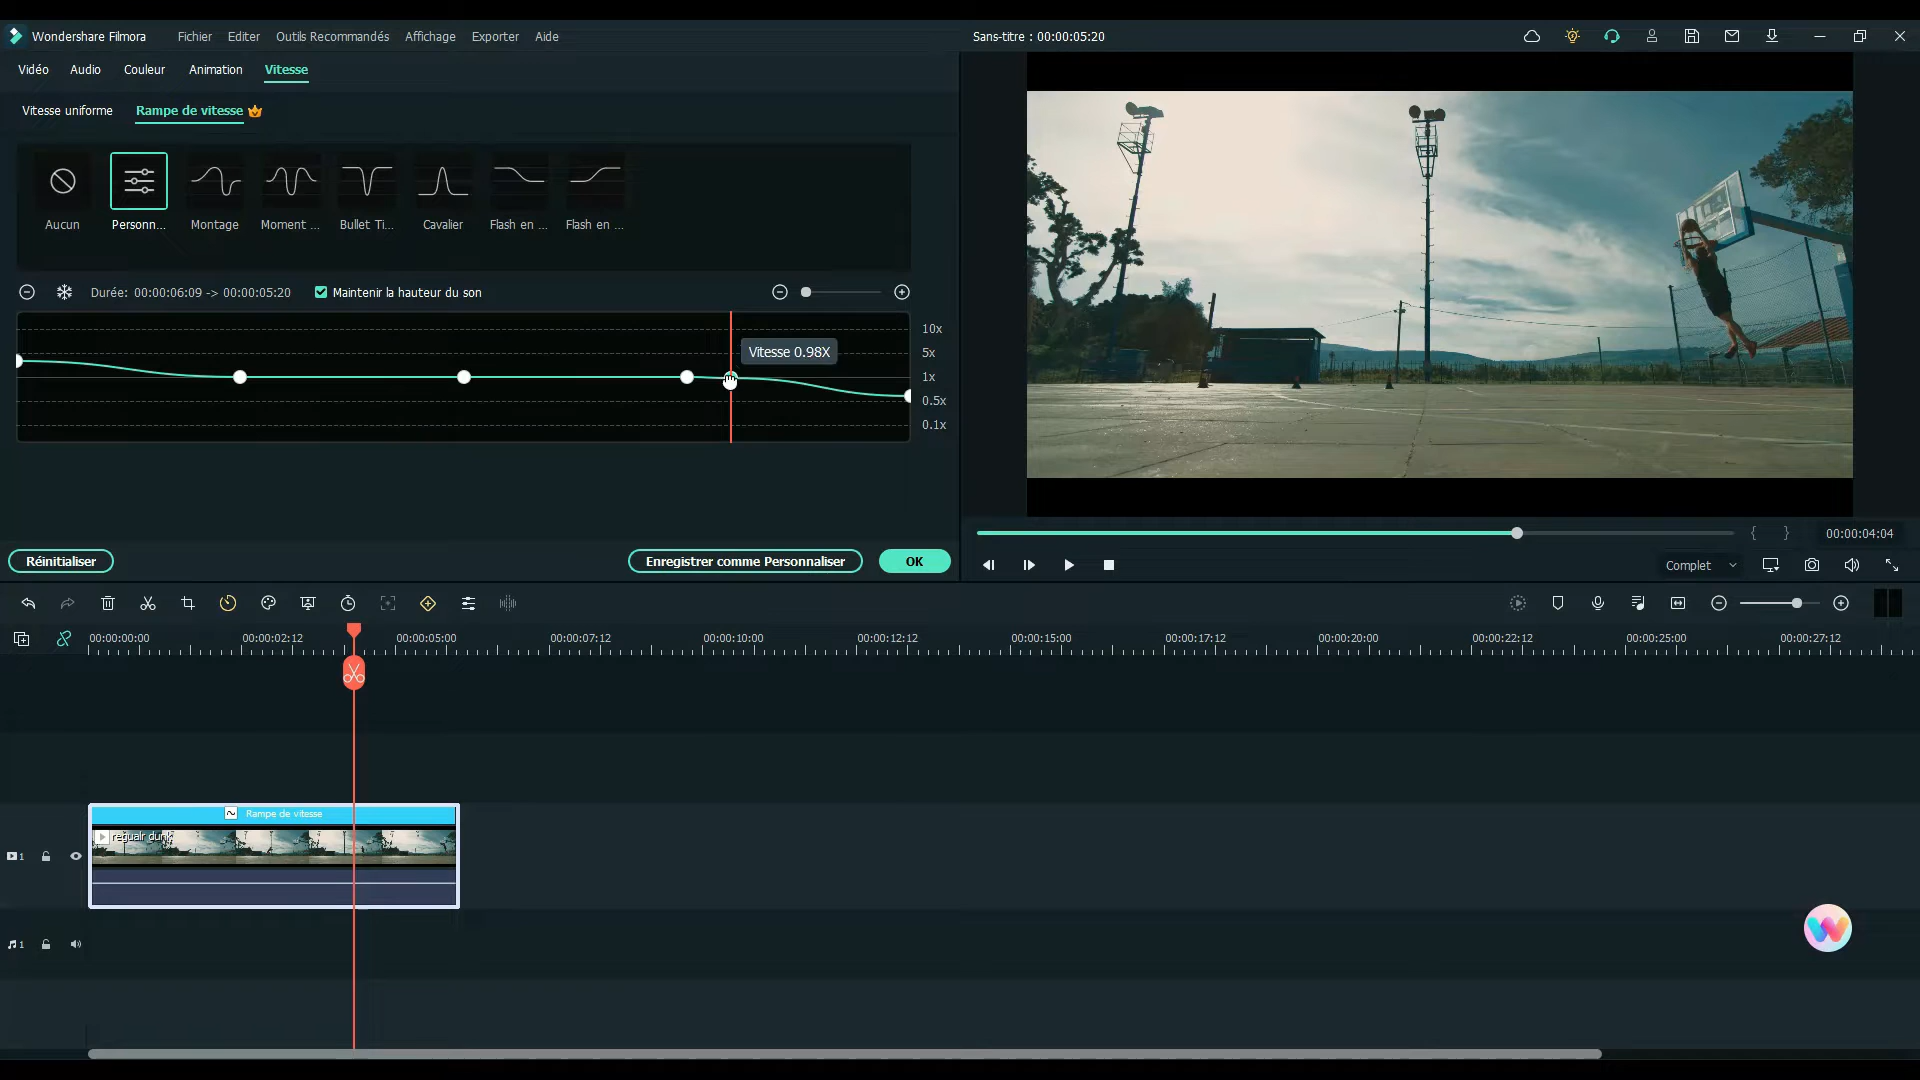 Wondershare Filmora Fichier Editer Outils Recommandés Affichage Exporter Aide
Sans-titre : 00:00:05:20
Vidéo Audio Couleur Animation Vitesse
Vitesse uniforme Rampe de vitesse
Aucun Personn... Montage Moment ... Bullet Ti... Cavalier Flash en ... Flash en ...
Durée: 00:00:06:09 -> 00:00:05:20 Maintenir la hauteur du son
10x
Vitesse 0.98X
5x
1x
0.5x
0.1x
00:00:04:04
Réinitialiser Enregistrer comme Personnaliser OK
Complet
00:00:00:00 00:00:02:12 00:00:05:00 00:00:07:12 00:00:10:00 00:00:12:12 00:00:15:00 00:00:17:12 00:00:20:00 00:00:22:12 00:00:25:00 00:00:27:12
Rampe de vitesse
regualr dunk
1
1